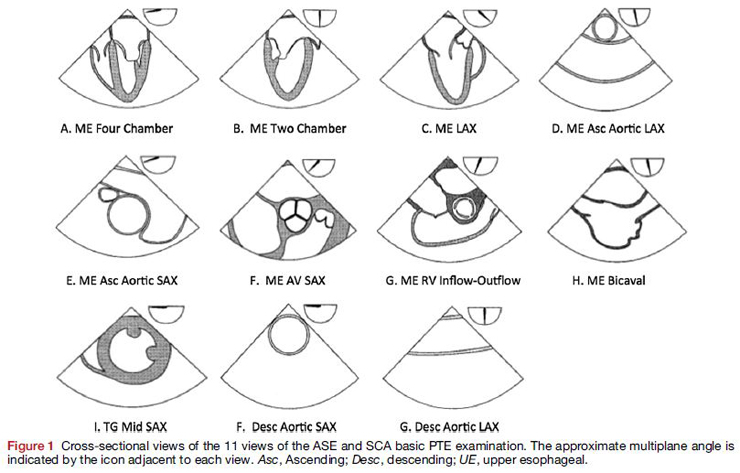 A. ME Four Chamber
B. ME Two Chamber
C. ME LAX
D. ME Asc Aortic LAX
E. ME Asc Aortic SAX
F. ME AV SAX
G. ME RV Inflow-Outflow
H. ME Bicaval
I. TG Mid SAX
F. Desc Aortic SAX
G. Desc Aortic LAX
Figure 1 Cross-sectional views of the 11 views of the ASE and SCA basic PTE examination. The approximate multiplane angle is
indicated by the icon adjacent to each view. Asc, Ascending; Desc, descending; UE, upper esophageal.